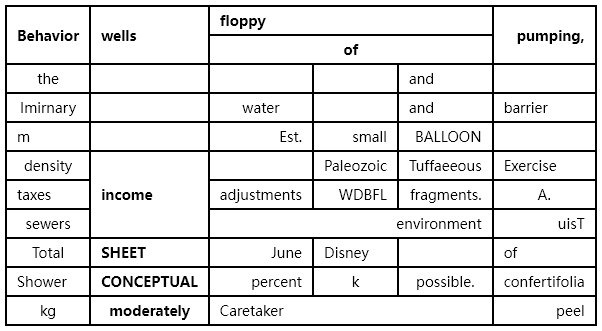 Behavior wells floppy pumping,
of
the and
Imirnary water and barrier
m Est. small BALLOON
density Paleozoic Tuffaeeous Exercise
taxes income adjustments WDBFL fragments. A.
sewers environment uisT
Total SHEET June Disney of
Shower CONCEPTUAL percent k possible. confertifolia
kg moderately Caretaker peel